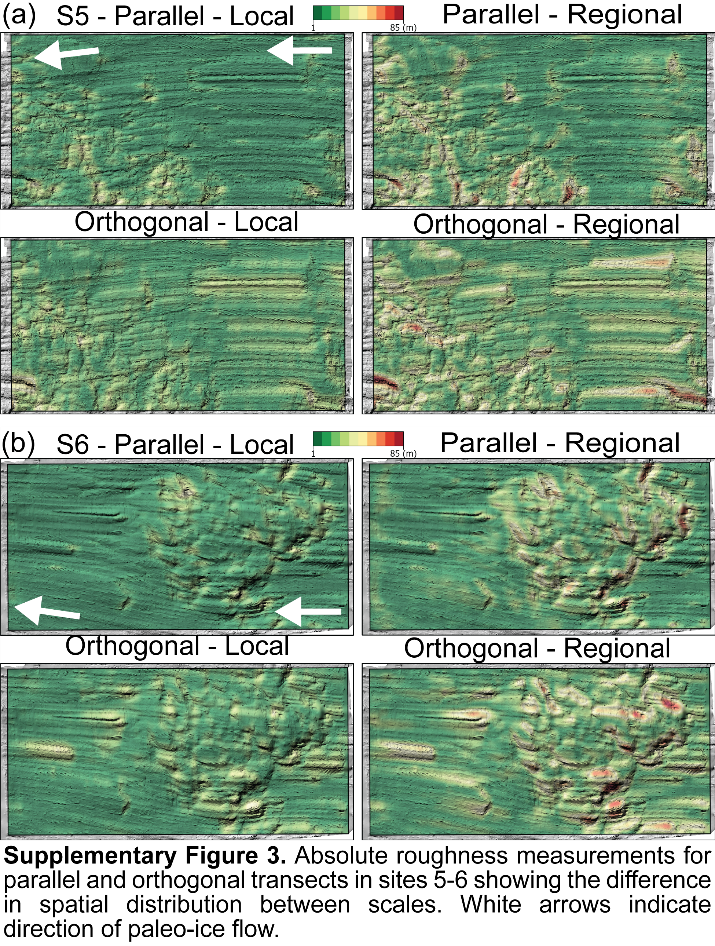 (a) S5 - Parallel - Local
1 85 (m)
Parallel - Regional
Orthogonal - Local
Orthogonal - Regional
(b) S6 - Parallel - Local
1 85 (m)
Parallel - Regional
Orthogonal - Local
Orthogonal - Regional
Supplementary Figure 3. Absolute roughness measurements for
parallel and orthogonal transects in sites 5-6 showing the difference
in spatial distribution between scales. White arrows indicate
direction of paleo-ice flow.